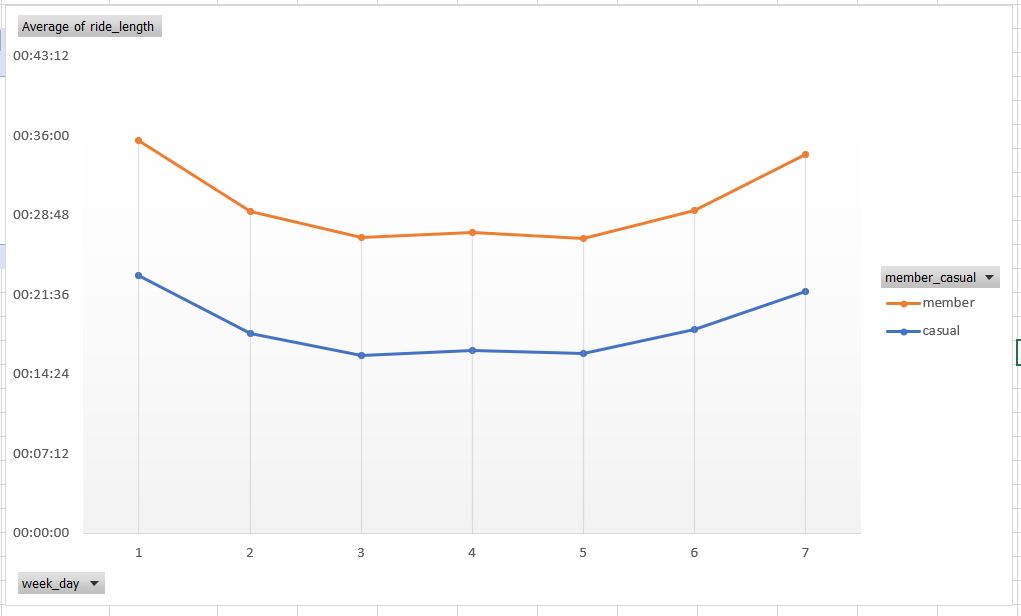 Average of ride_length
00:43:12
00:36:00
00:28:48
00:21:36
00:14:24
00:07:12
00:00:00
1 2 3 4 5 6 7
member_casual
member
casual
week_day